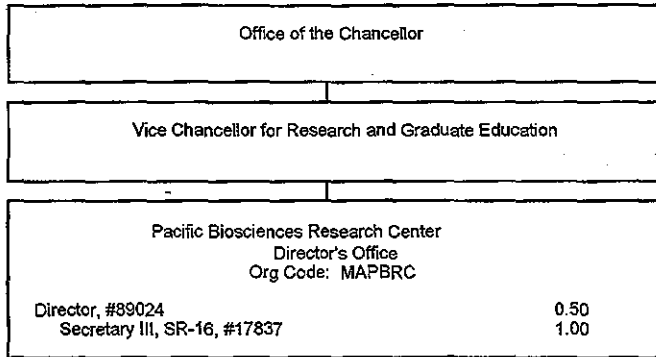 Office of the Chancellor
Vice Chancellor for Research and Graduate Education
Pacific Biosciences Research Center
Director's Office
Org Code: MAPBRC
Director, #89024 0.50
Secretary III, SR-16, #17837 1.00